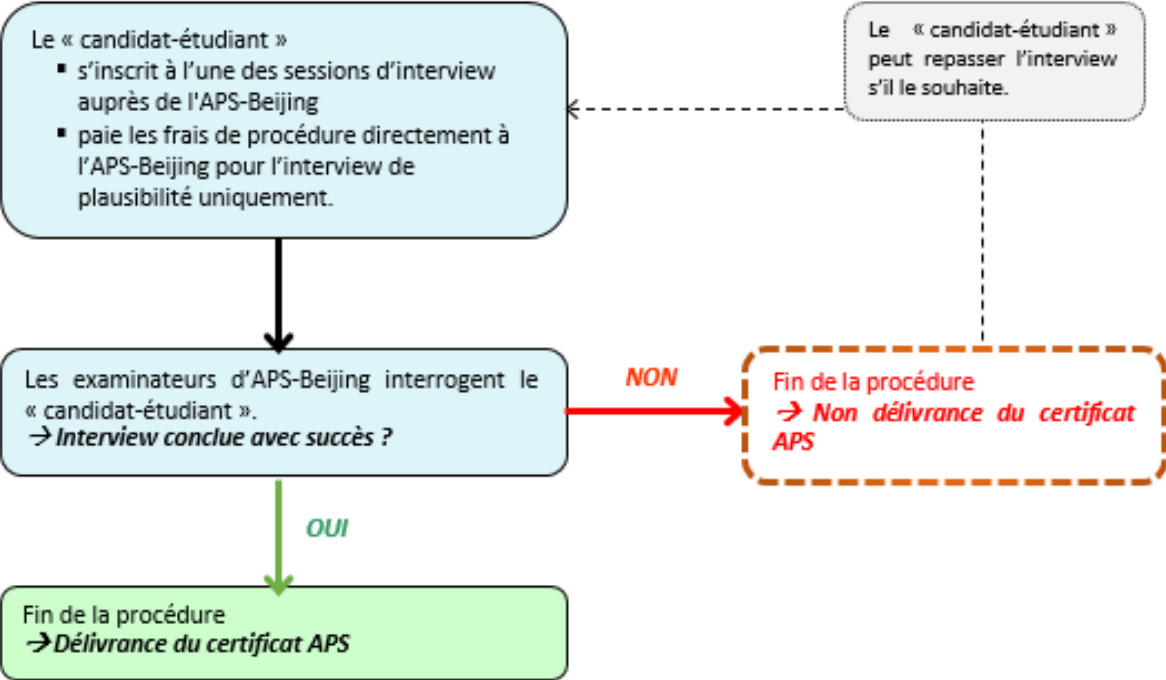 Le « candidat-étudiant »
▪ s’inscrit à l’une des sessions d’interview
auprès de l'APS-Beijing
▪ paie les frais de procédure directement à
l’APS-Beijing pour l’interview de
plausibilité uniquement.
Le « candidat-étudiant »
peut repasser l’interview
s’il le souhaite.
Les examinateurs d’APS-Beijing interrogent le
« candidat-étudiant ».
→ Interview conclue avec succès ?
NON
Fin de la procédure
→ Non délivrance du certificat
APS
OUI
Fin de la procédure
→ Délivrance du certificat APS